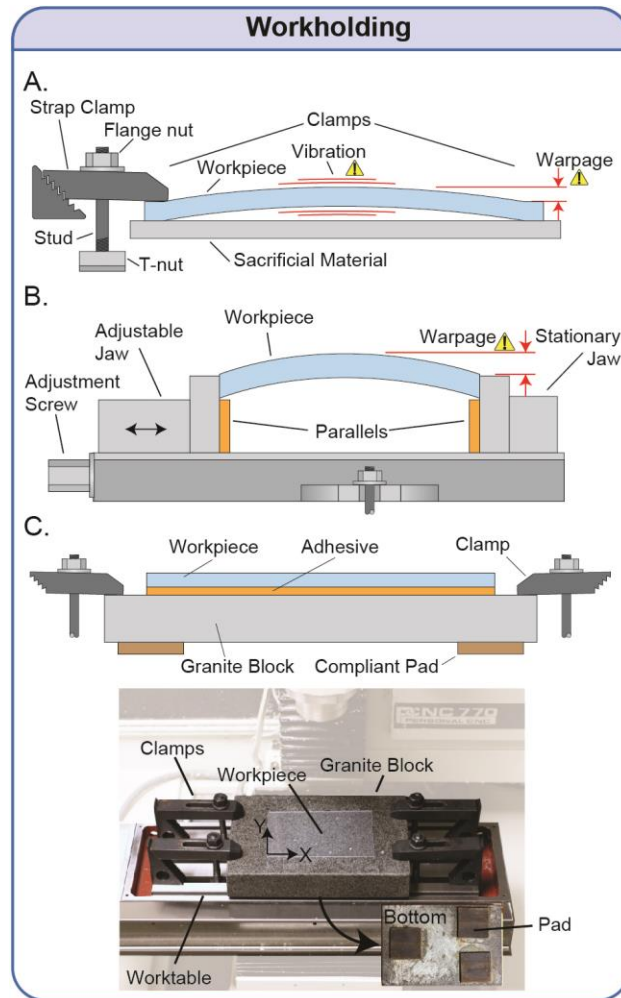 Workholding
A.
Strap Clamp
Flange nut
Clamps
Workpiece
Vibration
Warpage
Stud
T-nut
Sacrificial Material
B.
Adjustable
Jaw
Workpiece
Warpage
Stationary
Jaw
Adjustment
Screw
Parallels
C.
Workpiece
Adhesive
Clamp
Granite Block
Compliant Pad
Clamps
Workpiece
Granite Block
Y
X
Bottom
Pad
Worktable